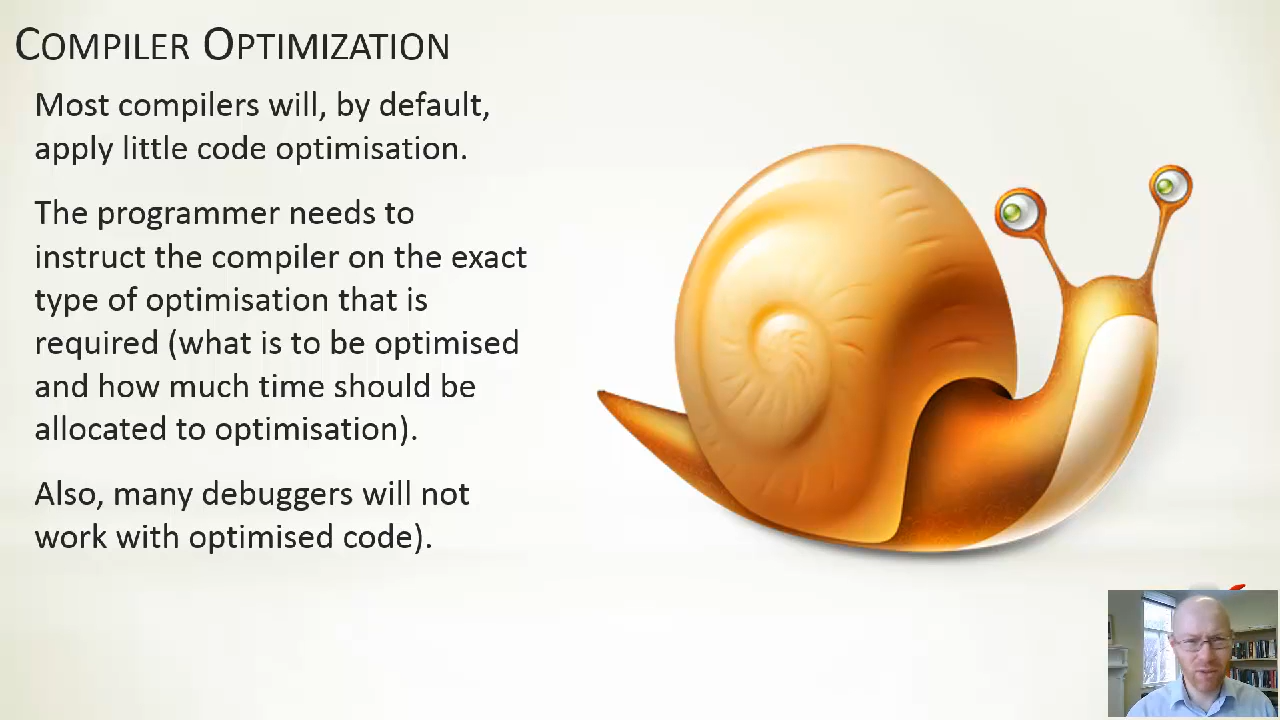 COMPILER OPTIMIZATION
Most compilers will, by default,
apply little code optimisation.
The programmer needs to
instruct the compiler on the exact
type of optimisation that is
required (what is to be optimised
and how much time should be
allocated to optimisation).
Also, many debuggers will not
work with optimised code).